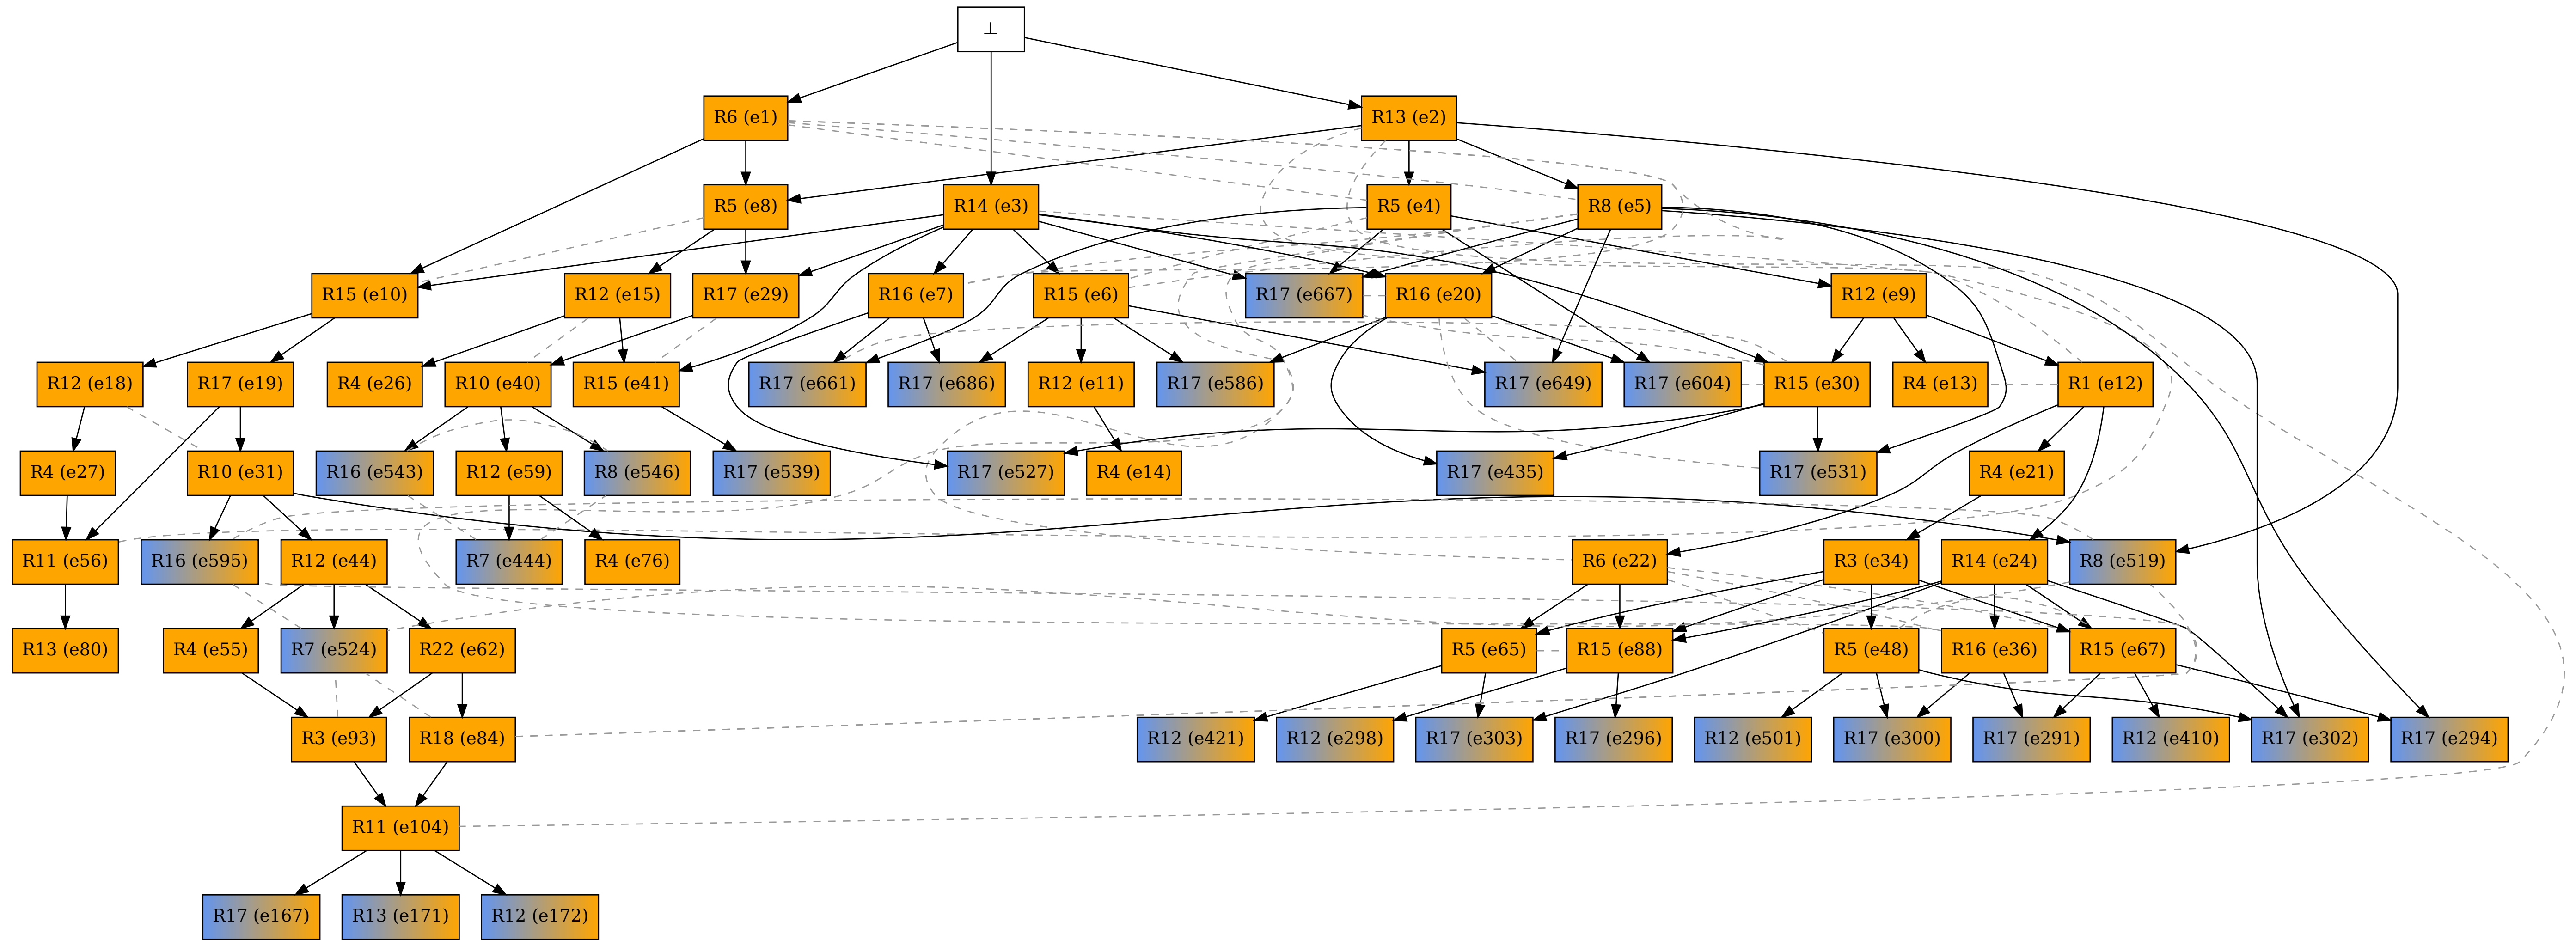 ⊥
R6 (e1)
R13 (e2)
R5 (e8)
R14 (e3)
R5 (e4)
R8 (e5)
R15 (e10)
R12 (e15)
R17 (e29)
R16 (e7)
R15 (e6)
R17 (e667)
R16 (e20)
R12 (e9)
R12 (e18)
R17 (e19)
R4 (e26)
R10 (e40)
R15 (e41)
R17 (e661)
R17 (e686)
R12 (e11)
R17 (e586)
R17 (e649)
R17 (e604)
R15 (e30)
R4 (e13)
R1 (e12)
R4 (e27)
R10 (e31)
R16 (e543)
R12 (e59)
R8 (e546)
R17 (e539)
R17 (e527)
R4 (e14)
R17 (e435)
R17 (e531)
R4 (e21)
R11 (e56)
R16 (e595)
R12 (e44)
R7 (e444)
R4 (e76)
R6 (e22)
R3 (e34)
R14 (e24)
R8 (e519)
R13 (e80)
R4 (e55)
R7 (e524)
R22 (e62)
R5 (e65)
R15 (e88)
R5 (e48)
R16 (e36)
R15 (e67)
R3 (e93)
R18 (e84)
R12 (e421)
R12 (e298)
R17 (e303)
R17 (e296)
R12 (e501)
R17 (e300)
R17 (e291)
R12 (e410)
R17 (e302)
R17 (e294)
R11 (e104)
R17 (e167)
R13 (e171)
R12 (e172)